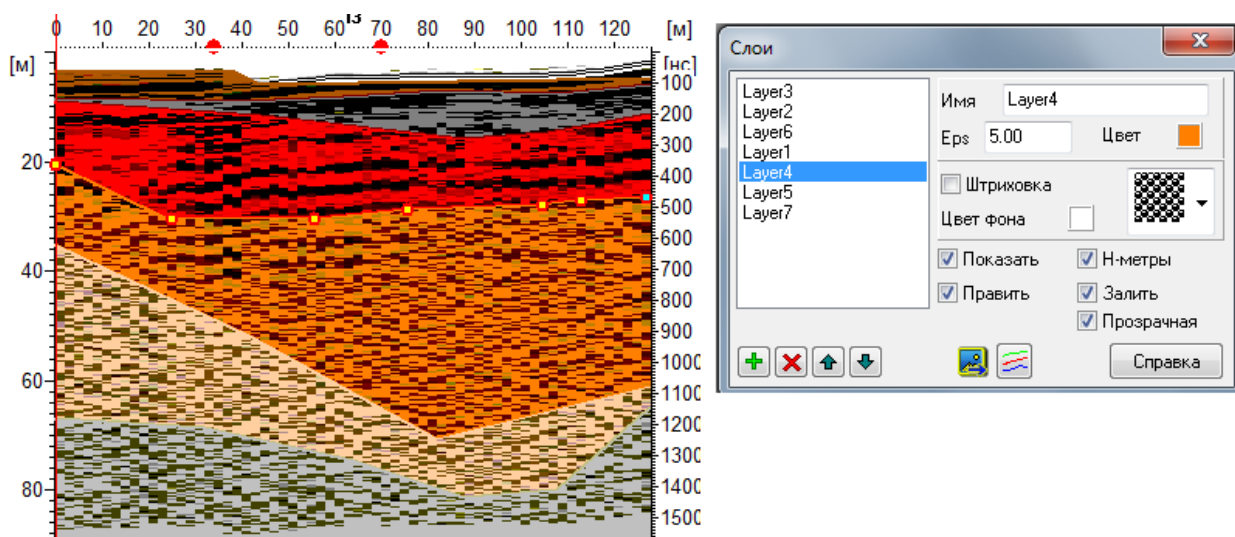 13
0 10 20 30 40 50 60 70 80 90 100 110 120 [м]
[м] [нс]
100
200
300
20
400
500
600
40
700
800
900
1000
60
1100
1200
1300
80
1400
1500
Слои
Layer3
Layer2
Layer6
Layer1
Layer4
Layer5
Layer7
Имя Layer4
Eps 5.00 Цвет
Штриховка
Цвет фона
Показать Н-метры
Править Залить
Прозрачная
Справка